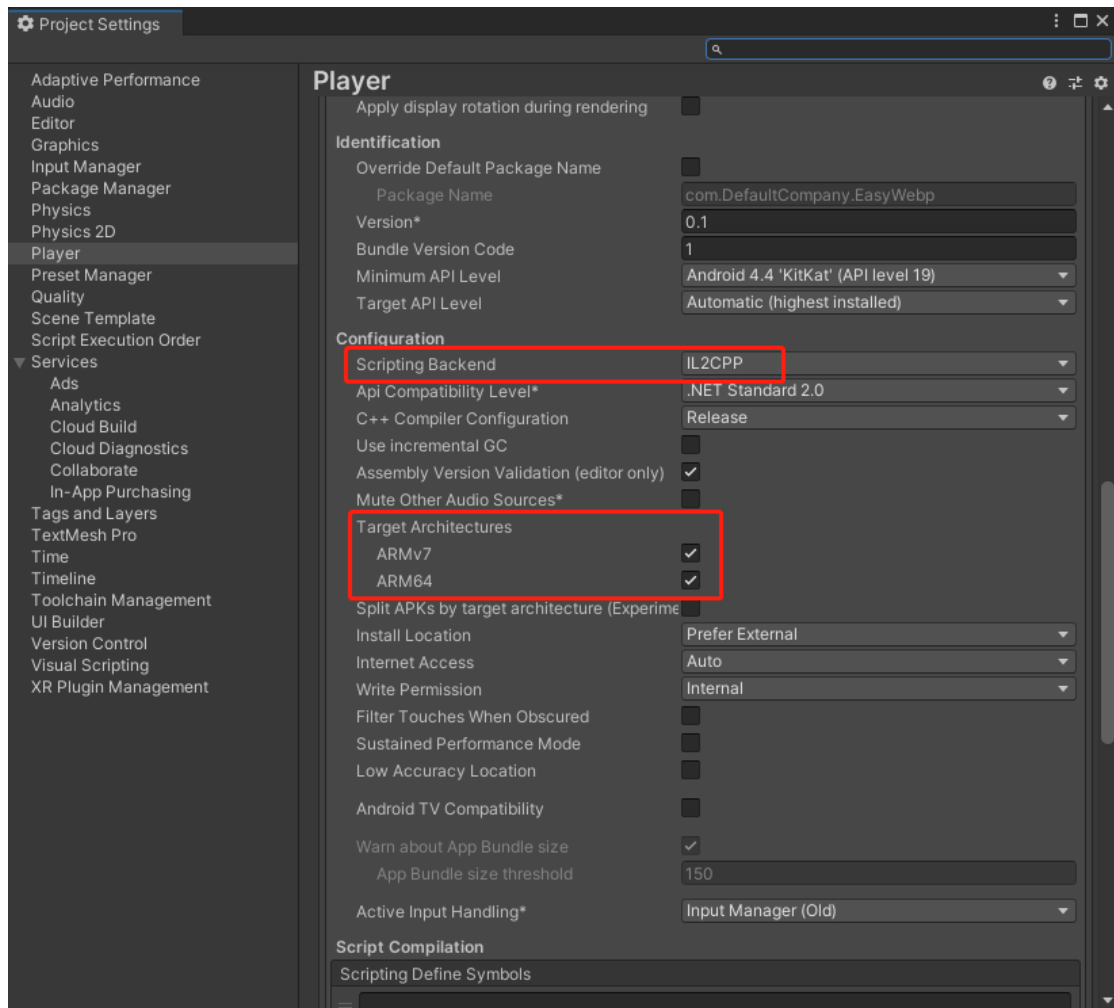 Project Settings
Adaptive Performance
Audio
Editor
Graphics
Input Manager
Package Manager
Physics
Physics 2D
Player
Preset Manager
Quality
Scene Template
Script Execution Order
Services
Ads
Analytics
Cloud Build
Cloud Diagnostics
Collaborate
In-App Purchasing
Tags and Layers
TextMesh Pro
Time
Timeline
Toolchain Management
UI Builder
Version Control
Visual Scripting
XR Plugin Management
Player
Apply display rotation during rendering
Identification
Override Default Package Name
Package Name com.DefaultCompany.EasyWebp
Version* 0.1
Bundle Version Code 1
Minimum API Level Android 4.4 'KitKat' (API level 19)
Target API Level Automatic (highest installed)
Configuration
Scripting Backend IL2CPP
Api Compatibility Level* .NET Standard 2.0
C++ Compiler Configuration Release
Use incremental GC
Assembly Version Validation (editor only)
Mute Other Audio Sources*
Target Architectures
ARMv7
ARM64
Split APKs by target architecture (Experime
Install Location Prefer External
Internet Access Auto
Write Permission Internal
Filter Touches When Obscured
Sustained Performance Mode
Low Accuracy Location
Android TV Compatibility
Warn about App Bundle size
App Bundle size threshold 150
Active Input Handling* Input Manager (Old)
Script Compilation
Scripting Define Symbols